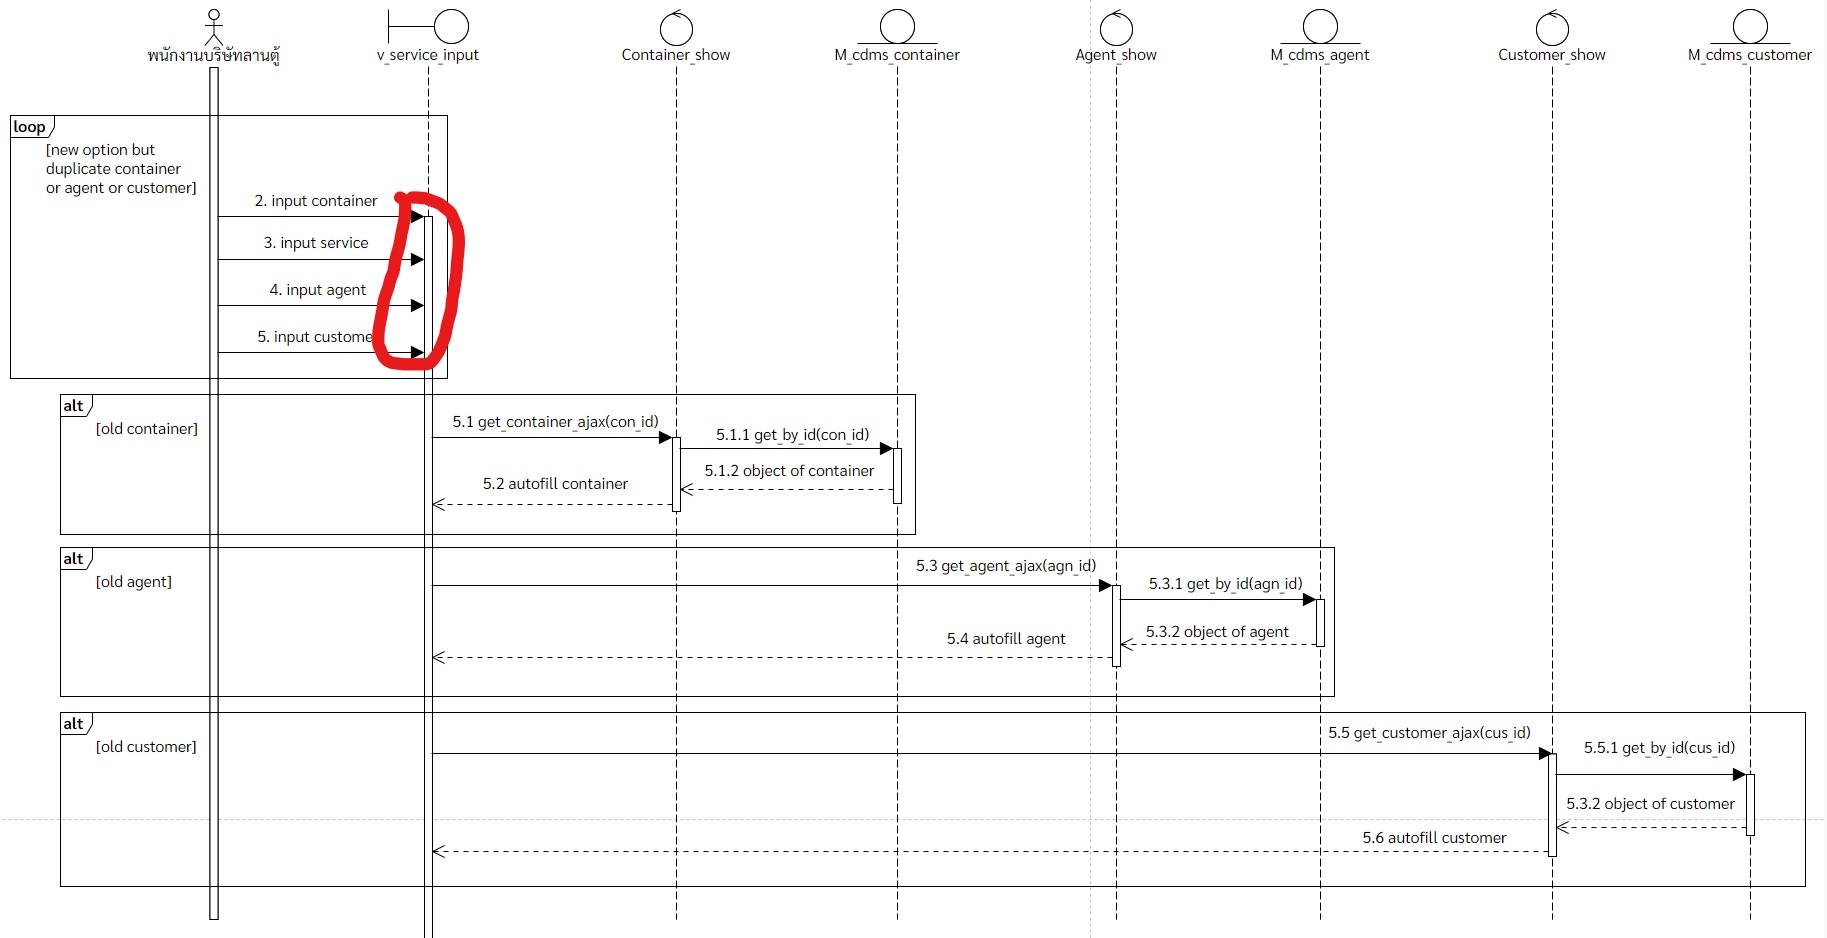 พนักงานบริษัทลานตู้
v_service_input
Container_show
M_cdms_container
Agent_show
M_cdms_agent
Customer_show
M_cdms_customer
loop
[new option but
duplicate container
or agent or customer]
2. input container
3. input service
4. input agent
5. input custome
alt
[old container]
5.1 get_container_ajax(con_id)
5.1.1 get_by_id(con_id)
5.1.2 object of container
5.2 autofill container
alt
[old agent]
5.3 get_agent_ajax(agn_id)
5.3.1 get_by_id(agn_id)
5.3.2 object of agent
5.4 autofill agent
alt
[old customer]
5.5 get_customer_ajax(cus_id)
5.5.1 get_by_id(cus_id)
5.3.2 object of customer
5.6 autofill customer